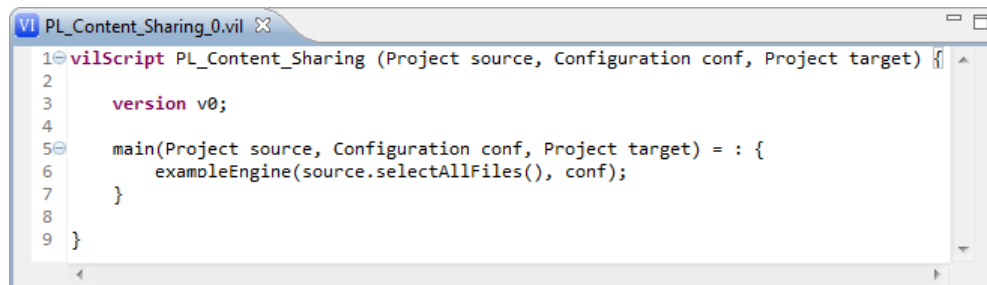 VI PL_Content_Sharing_0.vil
1 vilScript PL_Content_Sharing (Project source, Configuration conf, Project target) {
2
3 version v0;
4
5 main(Project source, Configuration conf, Project target) = : {
6 exampleEngine(source.selectAllFiles(), conf);
7 }
8
9 }